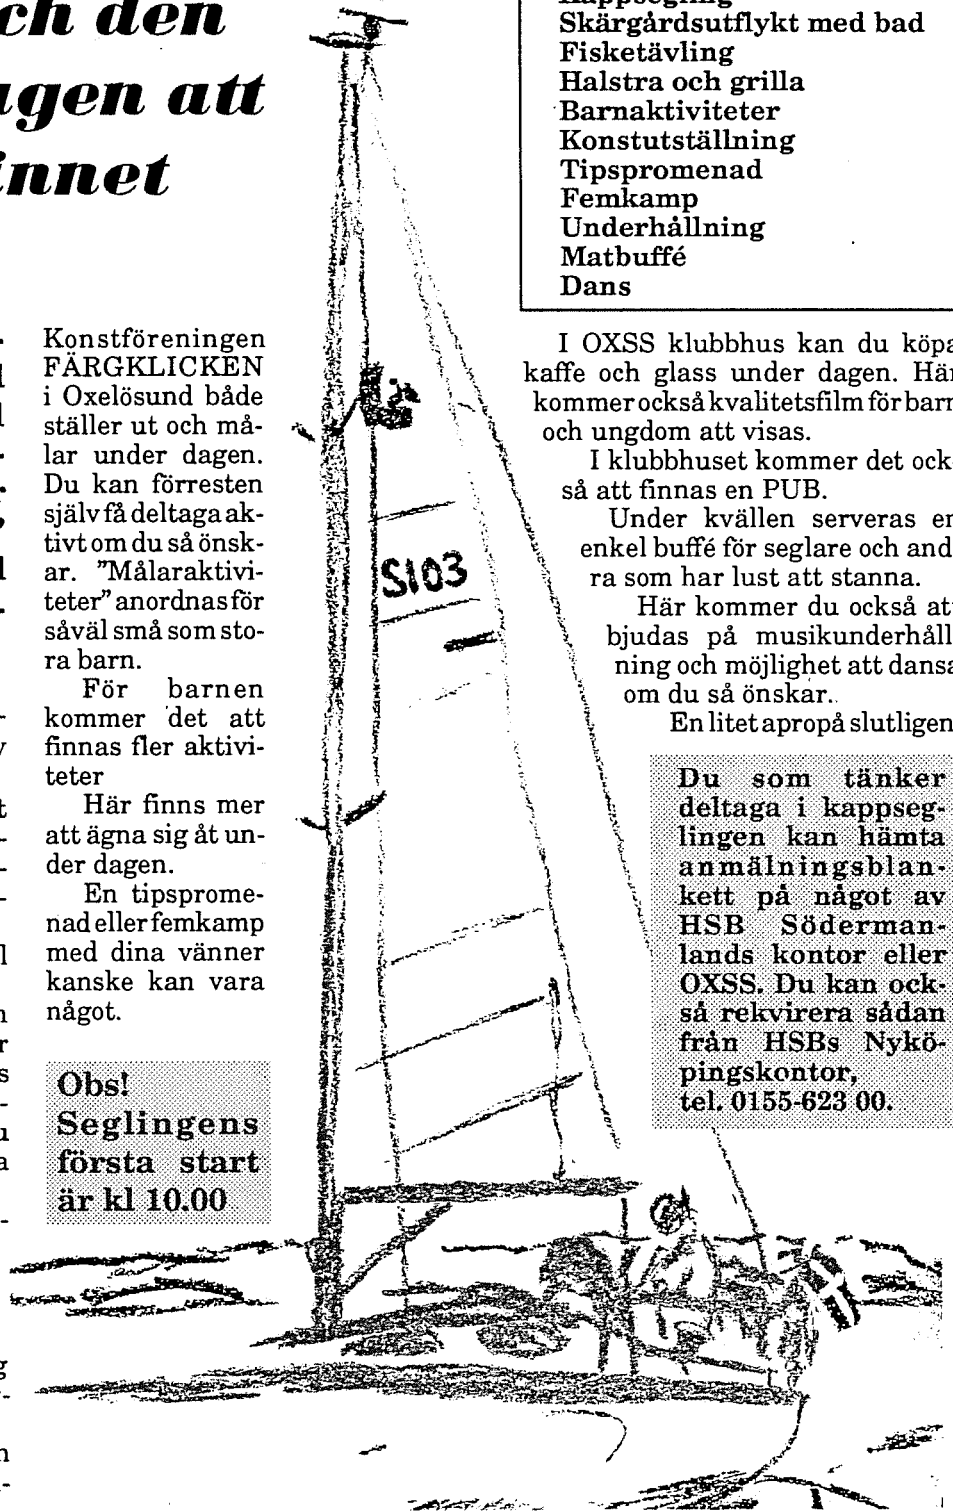 ch den
agen att
innet
Skärgårdsutflykt med bad
Fisketävling
Halstra och grilla
Barnaktiviteter
Konstutställning
Tipspromenad
Femkamp
Underhållning
Matbuffé
Dans
Konstföreningen
FÄRGKLICKEN
i Oxelösund både
ställer ut och må-
lar under dagen.
Du kan förresten
själv få deltaga ak-
tivt om du så önsk-
ar. ”Målaraktivi-
teter” anordnas för
såväl små som sto-
ra barn.
För barnen
kommer det att
finnas fler aktivi-
teter
Här finns mer
att ägna sig åt un-
der dagen.
En tipsprome-
nad eller femkamp
med dina vänner
kanske kan vara
något.
Obs!
Seglingens
första start
är kl 10.00
S103
I OXSS klubbhus kan du köpa
kaffe och glass under dagen. Här
kommer också kvalitetsfilm för barn
och ungdom att visas.
I klubbhuset kommer det ock-
så att finnas en PUB.
Under kvällen serveras en
enkel buffé för seglare och and-
ra som har lust att stanna.
Här kommer du också att
bjudas på musikunderhåll-
ning och möjlighet att dansa
om du så önskar.
En litet apropå slutligen
Du som tänker
deltaga i kappseg-
lingen kan hämta
anmälningsblan-
kett på något av
HSB Söderman-
lands kontor eller
OXSS. Du kan ock-
så rekvirera sådan
från HSBs Nykö-
pingskontor,
tel. 0155-623 00.